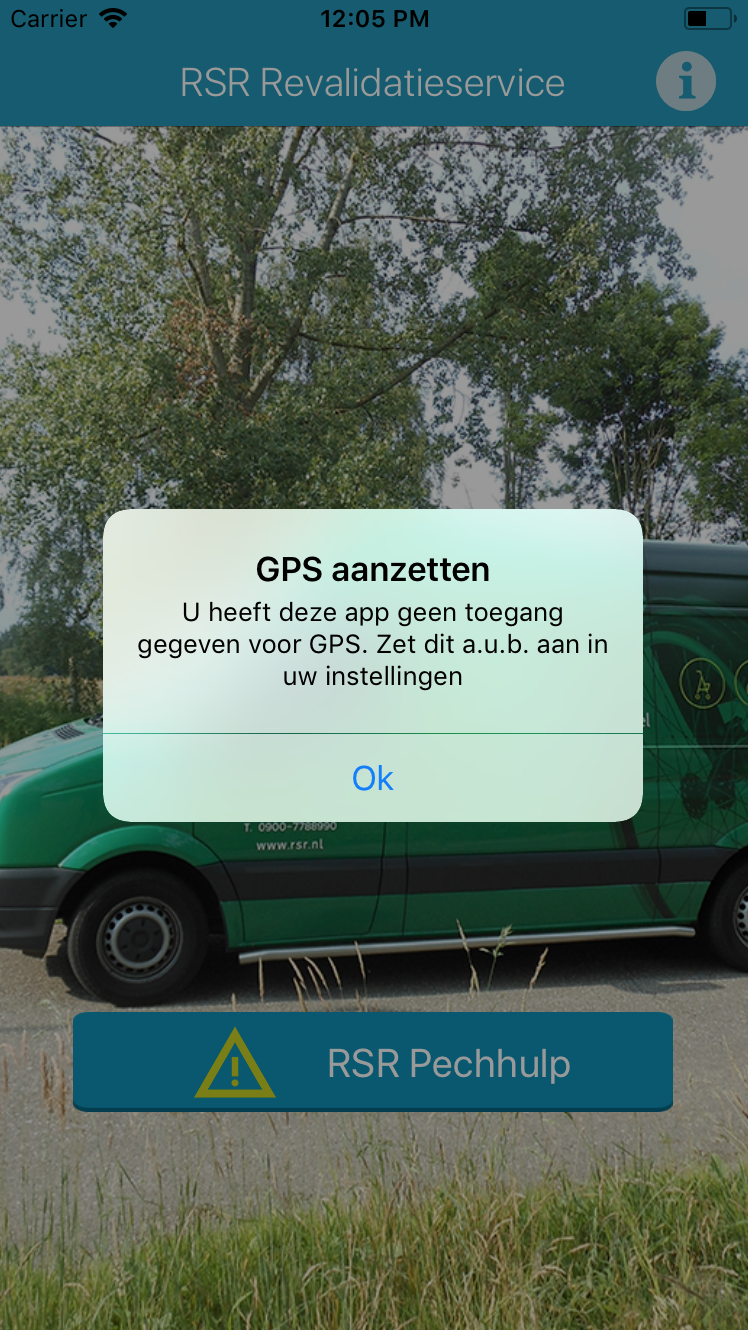 Carrier 12:05 PM
RSR Revalidatieservice
GPS aanzetten
U heeft deze app geen toegang
gegeven voor GPS. Zet dit a.u.b. aan in
uw instellingen
Ok
T. 0900-7788990
www.rsr.nl
RSR Pechhulp